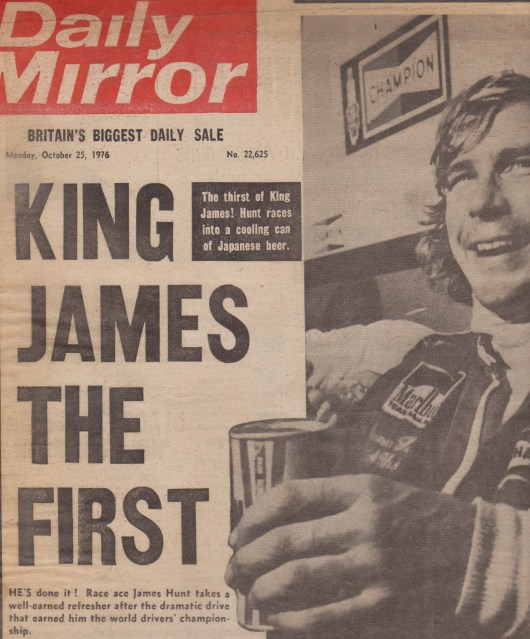 Daily
Mirror
BRITAIN'S BIGGEST DAILY SALE
Monday, October 25, 1976 No. 22,625
KING
JAMES
THE
FIRST
The thirst of King
James! Hunt races
into a cooling can
of Japanese beer.
CHAMPION
Marlbo
TEAM
HE'S done it! Race ace James Hunt takes a
well-earned refresher after the dramatic drive
that earned him the world drivers' champion-
ship.